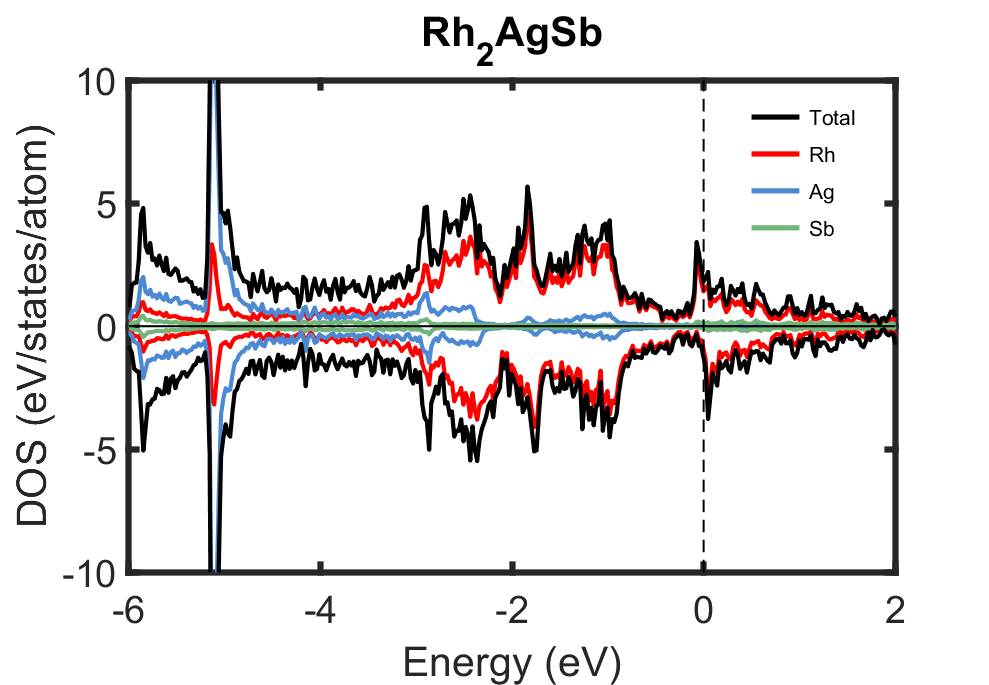 Rh₂AgSb
DOS (eV/states/atom)
10
5
0
-5
-10
Total
Rh
Ag
Sb
-6 -4 -2 0 2
Energy (eV)